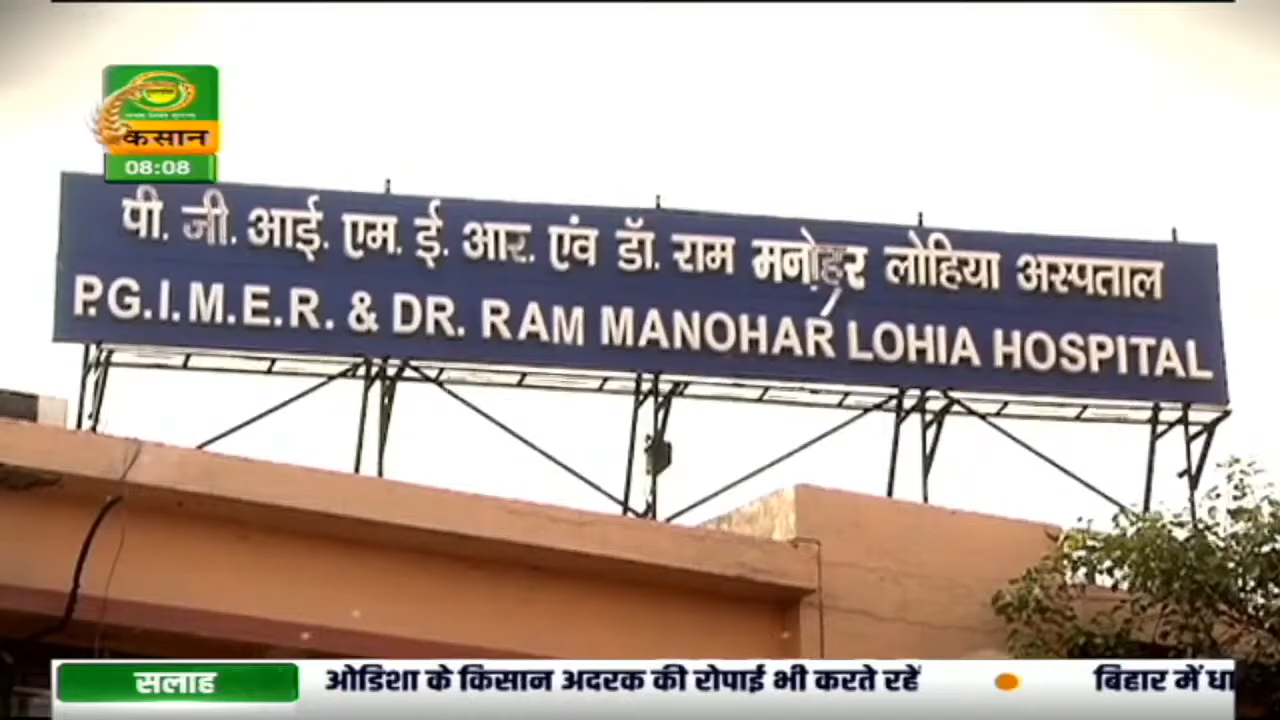 किसान
08:08
पी. जी. आई. एम. ई. आर. एंव डॉ. राम मनोहर लोहिया अस्पताल
P.G.I.M.E.R. & DR. RAM MANOHAR LOHIA HOSPITAL
सलाह ओडिशा के किसान अदरक की रोपाई भी करते रहें बिहार में